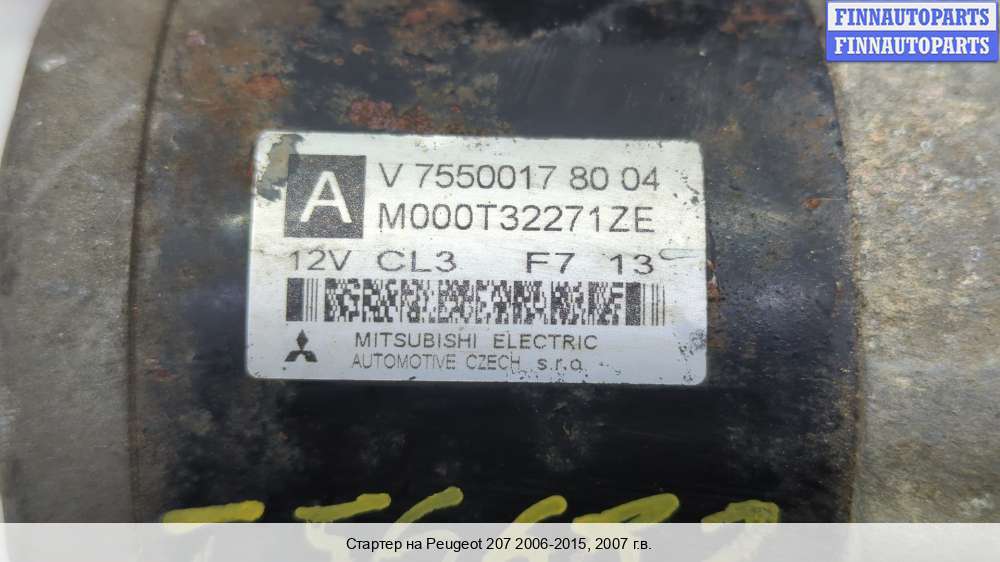 FINNAUTOPARTS
FINNAUTOPARTS
A
V 7550017 80 04
M000T32271ZE
12V CL3 F7 13
MITSUBISHI ELECTRIC
AUTOMOTIVE CZECH s.r.o
Стартер на Peugeot 207 2006-2015, 2007 г.в.